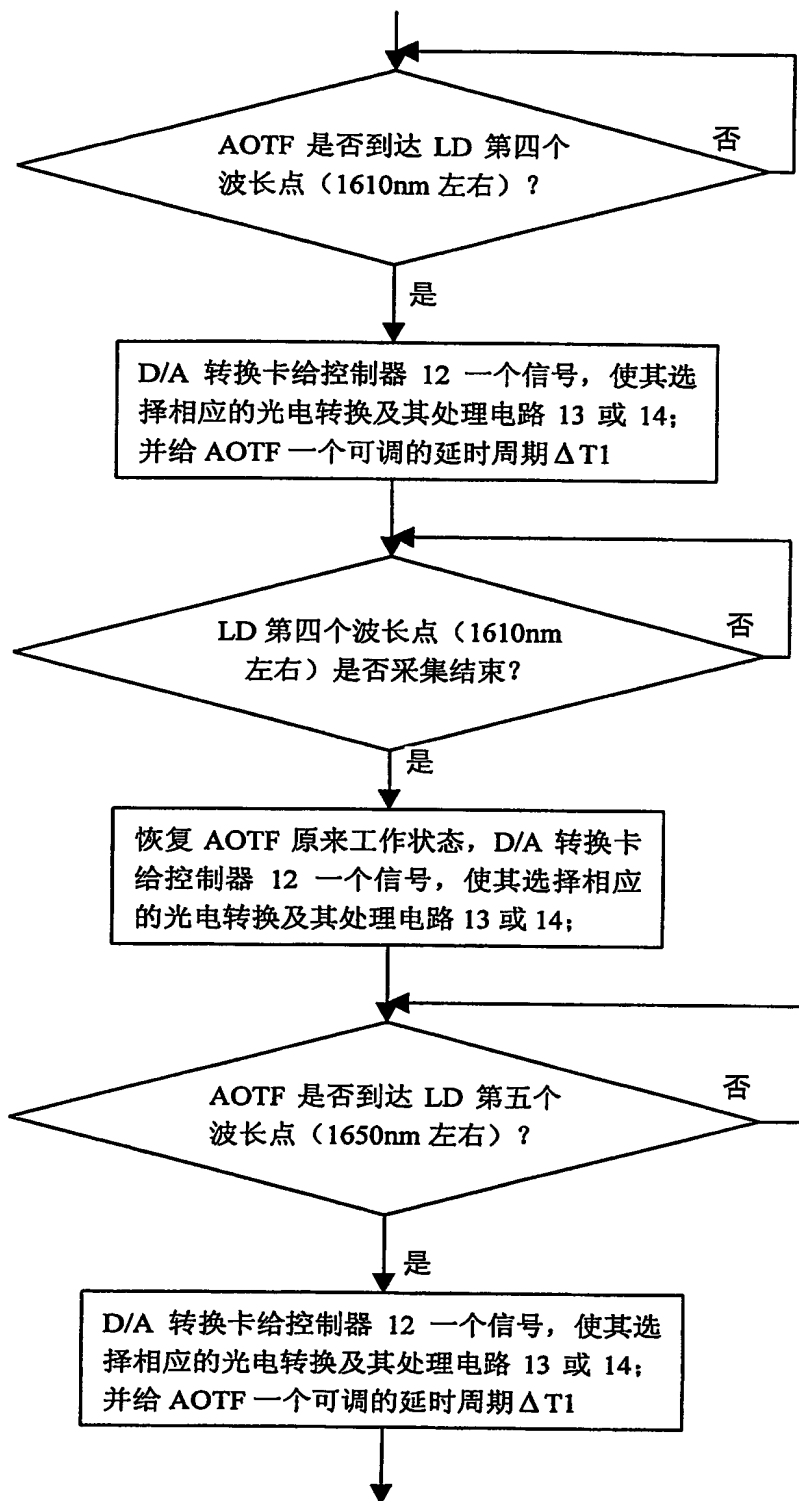 AOTF 是否到达 LD 第四个
波长点（1610nm 左右）？
否
是
D/A 转换卡给控制器 12 一个信号，使其选
择相应的光电转换及其处理电路 13 或 14；
并给 AOTF 一个可调的延时周期ΔT1
LD 第四个波长点（1610nm
左右）是否采集结束？
否
是
恢复 AOTF 原来工作状态，D/A 转换卡
给控制器 12 一个信号，使其选择相应
的光电转换及其处理电路 13 或 14；
AOTF 是否到达 LD 第五个
波长点（1650nm 左右）？
否
是
D/A 转换卡给控制器 12 一个信号，使其选
择相应的光电转换及其处理电路 13 或 14；
并给 AOTF 一个可调的延时周期ΔT1